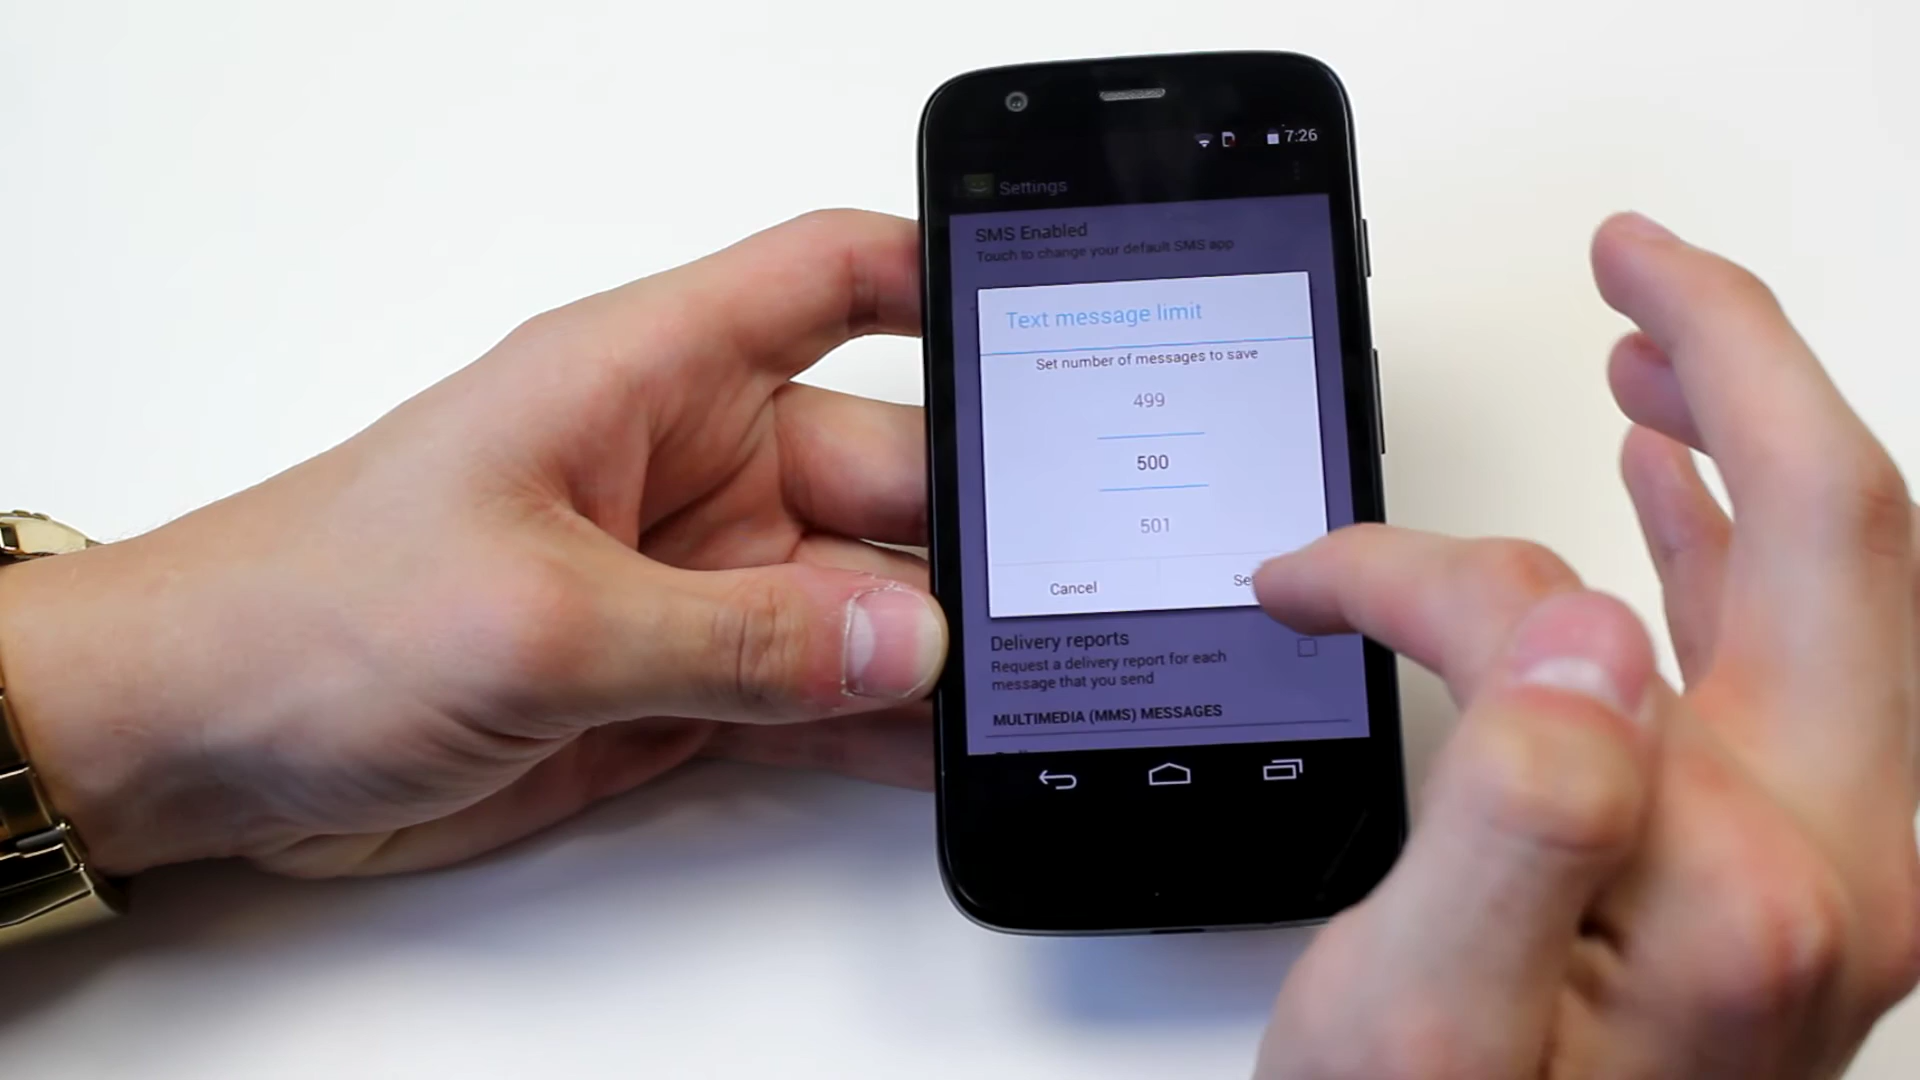 7:26
Settings
SMS Enabled
Touch to change your default SMS app
Text message limit
Set number of messages to save
499
500
501
Cancel
Delivery reports
Request a delivery report for each
message that you send
MULTIMEDIA (MMS) MESSAGES